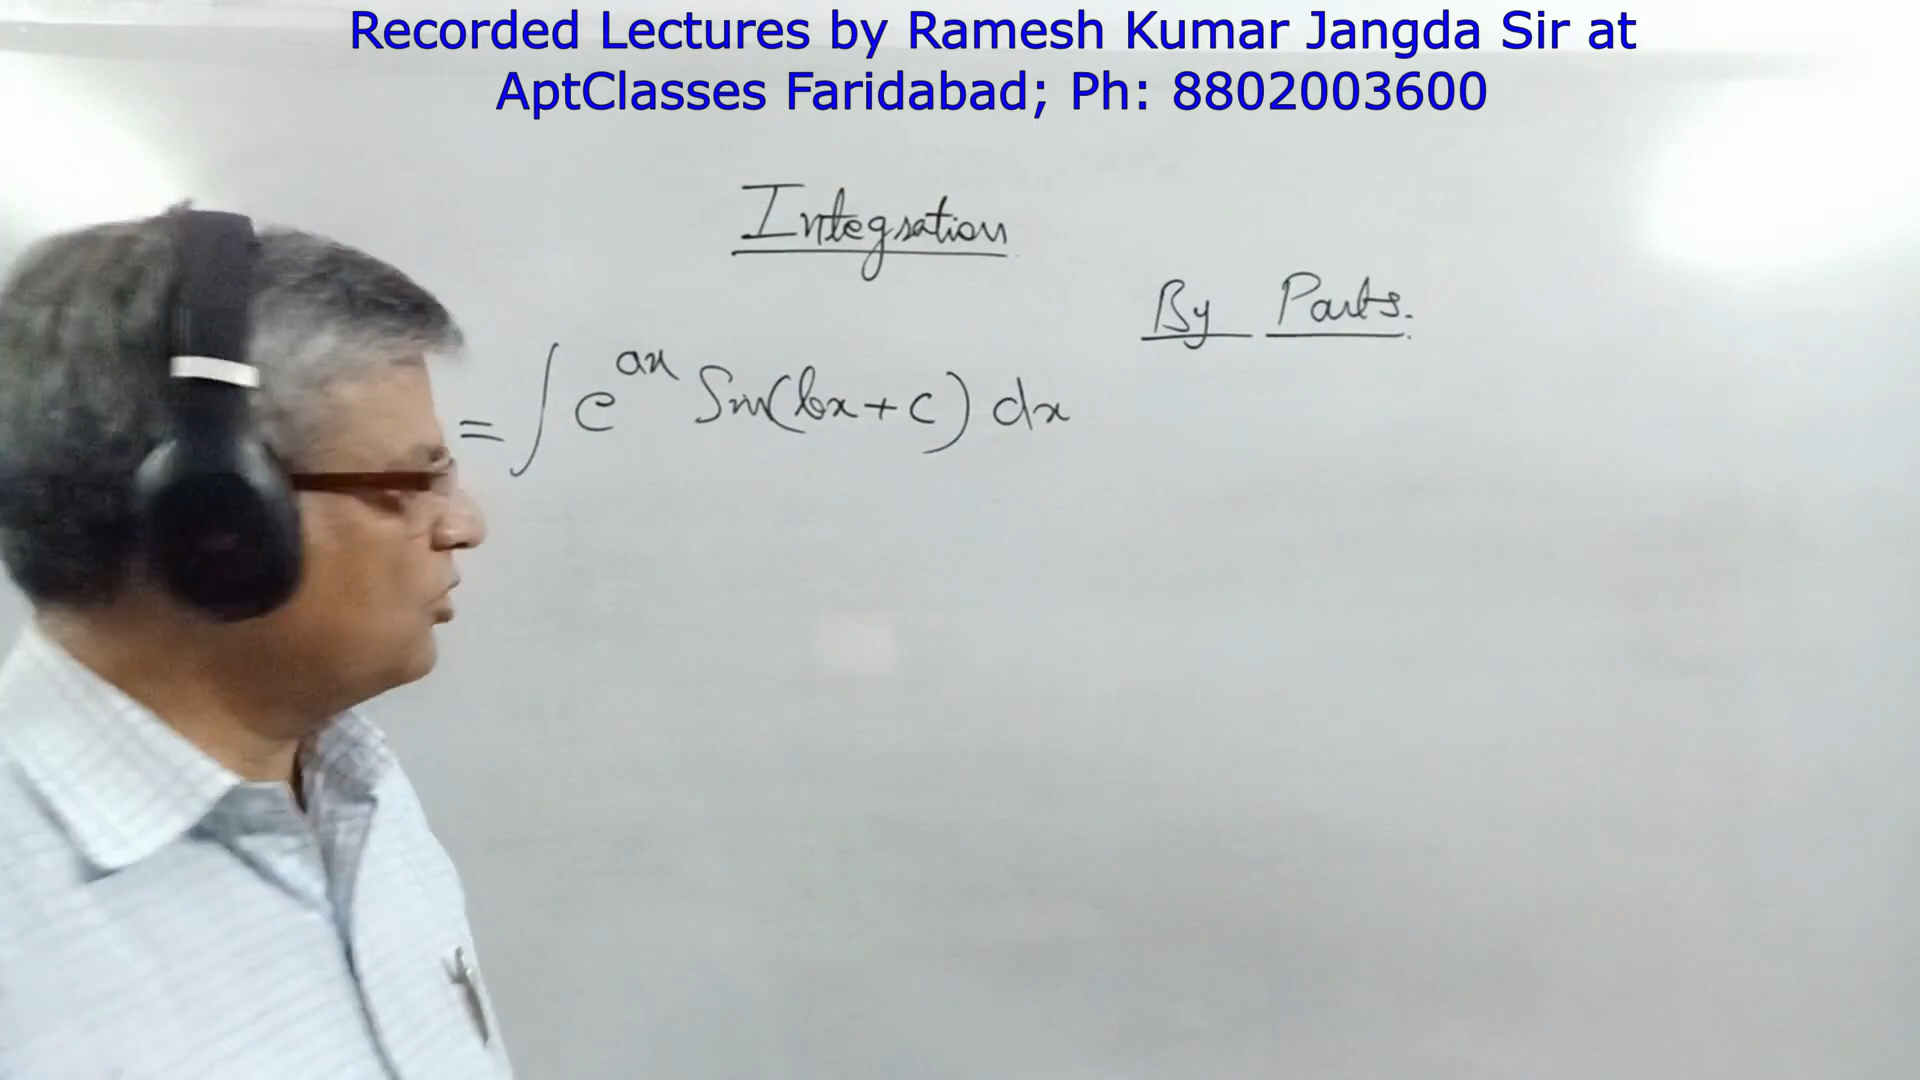 Recorded Lectures by Ramesh Kumar Jangda Sir at
AptClasses Faridabad; Ph: 8802003600
Integration
By Parts.
= ∫ e^{ax} Sin(bx+c) dx